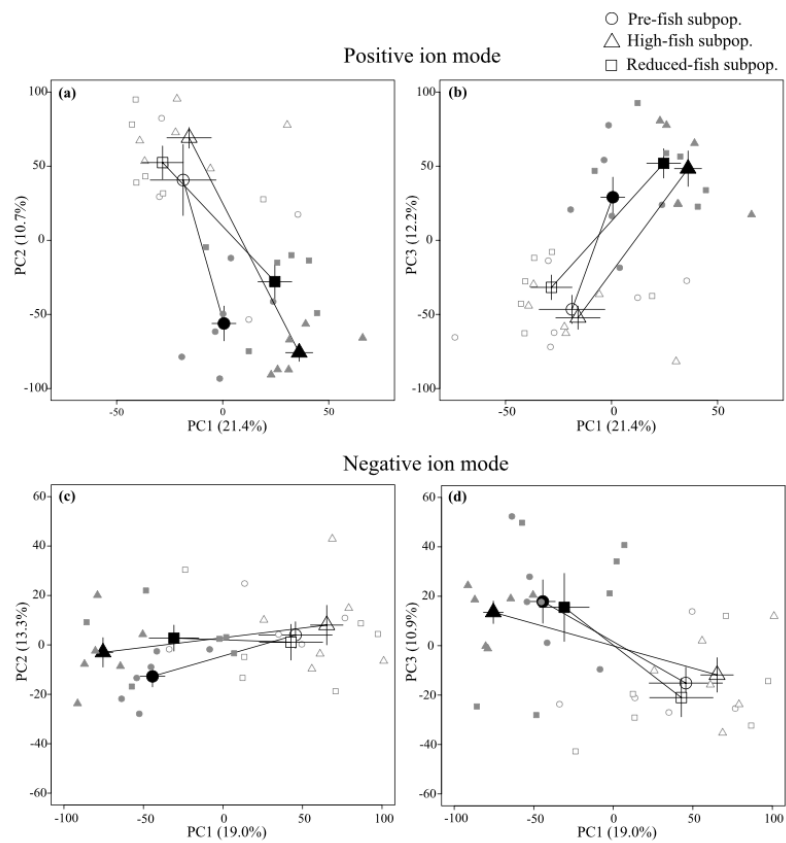 Pre-fish subpop.
High-fish subpop.
Reduced-fish subpop.
Positive ion mode
(a)
100
50
0
-50
-100
PC2 (10.7%)
-50
0
50
PC1 (21.4%)
(b)
100
50
0
-50
-100
PC3 (12.2%)
-50
0
50
PC1 (21.4%)
Negative ion mode
(c)
60
40
20
0
-20
-40
-60
PC2 (13.3%)
-100
-50
0
50
100
PC1 (19.0%)
(d)
60
40
20
0
-20
-40
-60
PC3 (10.9%)
-100
-50
0
50
100
PC1 (19.0%)